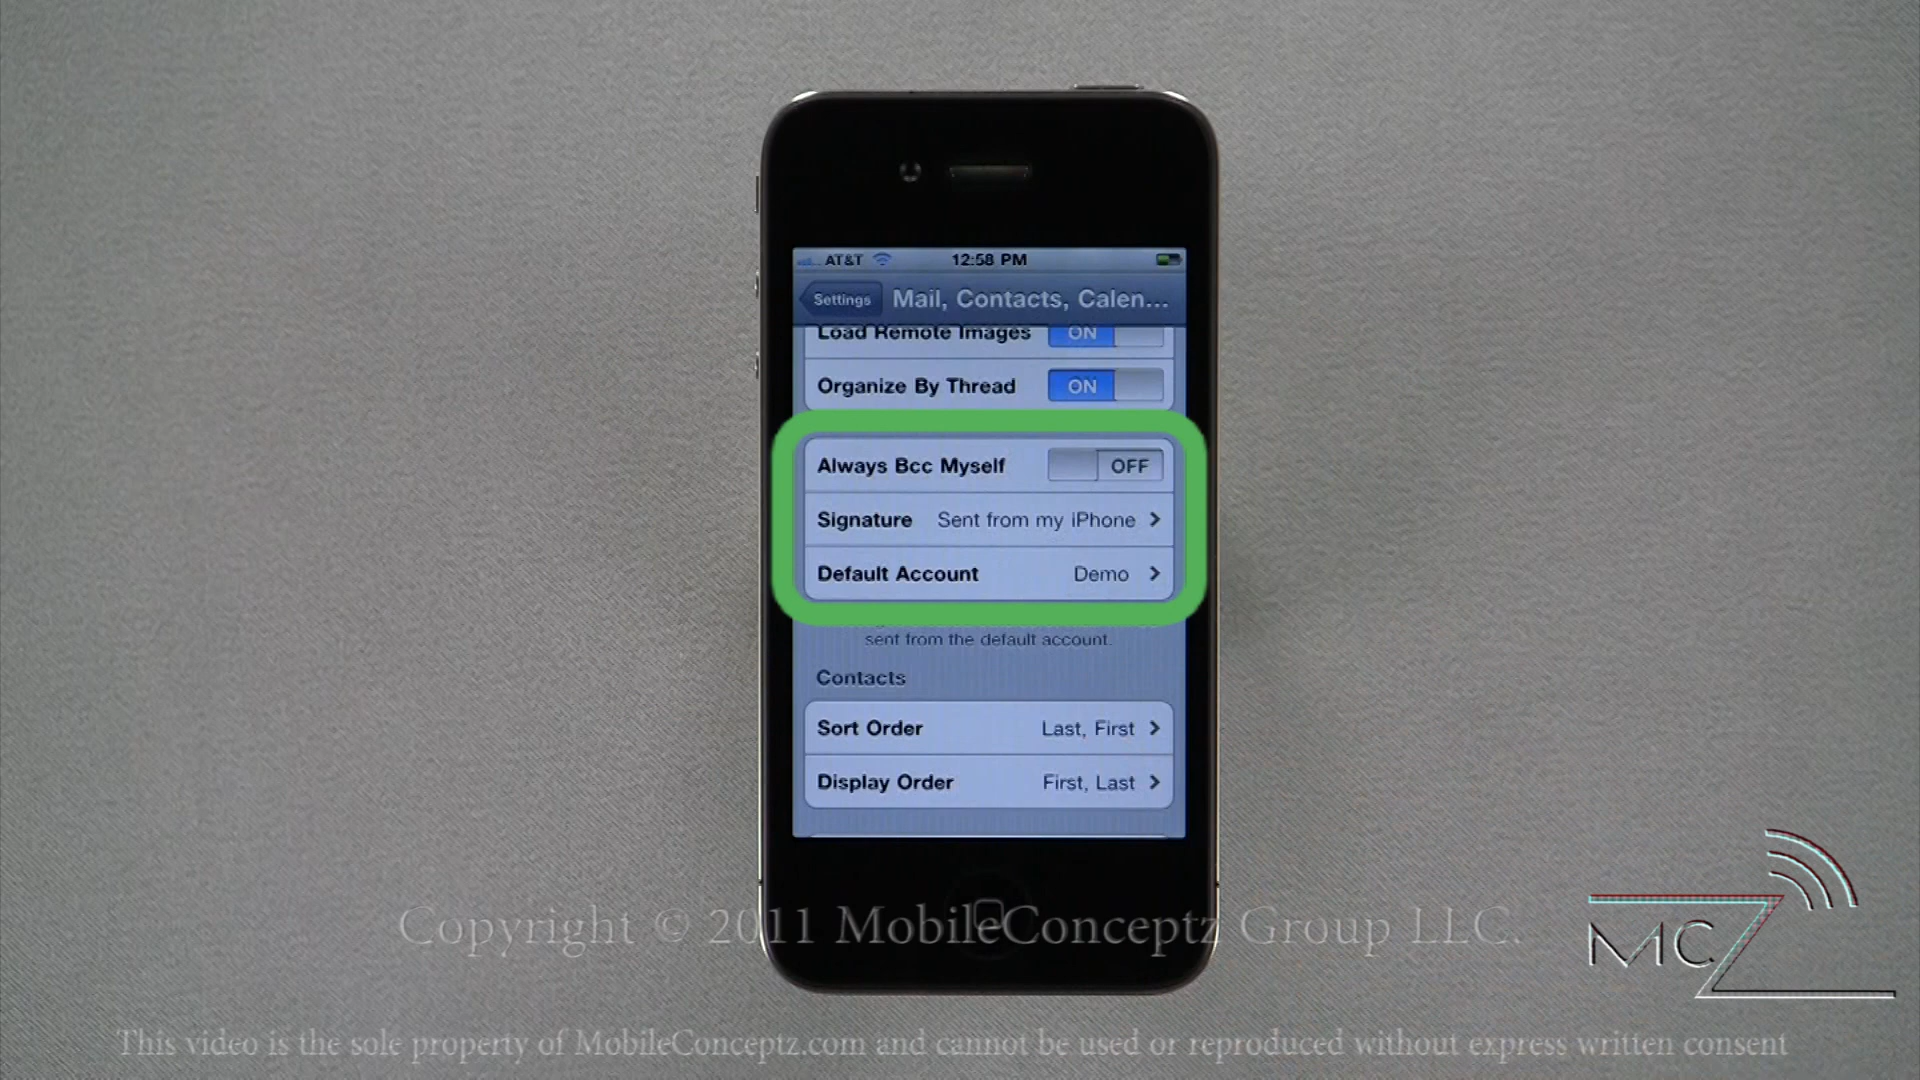 AT&T 12:58 PM
Settings Mail, Contacts, Calen...
Load Remote Images ON
Organize By Thread ON
Always Bcc Myself OFF
Signature Sent from my iPhone
Default Account Demo
sent from the default account.
Contacts
Sort Order Last, First
Display Order First, Last
Copyright © 2011 MobileConceptz Group LLC.
MCZ
This video is the sole property of MobileConceptz.com and cannot be used or reproduced without express written consent